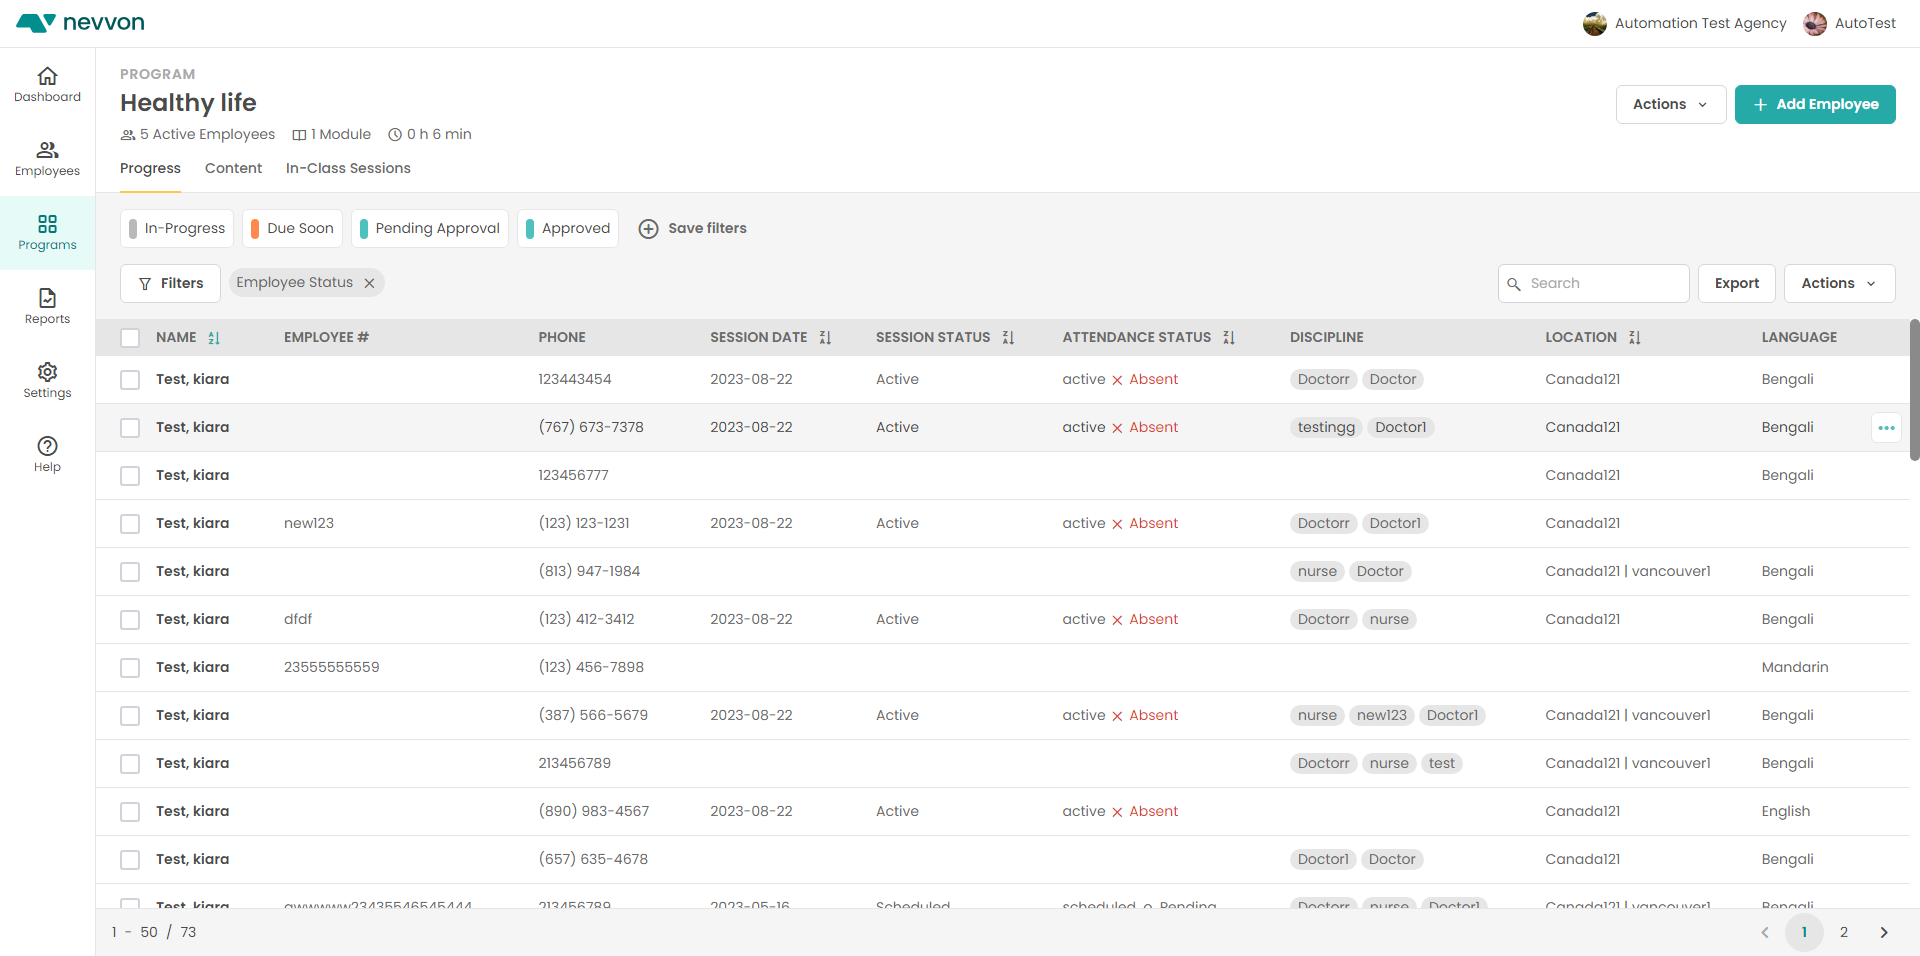 nevvon
Automation Test Agency AutoTest
Dashboard
Employees
Programs
Reports
Settings
Help
PROGRAM
Healthy life
5 Active Employees 1 Module 0 h 6 min
Actions + Add Employee
Progress Content In-Class Sessions
In-Progress Due Soon Pending Approval Approved Save filters
Filters Employee Status Search Export Actions
NAME EMPLOYEE # PHONE SESSION DATE SESSION STATUS ATTENDANCE STATUS DISCIPLINE LOCATION LANGUAGE
Test, kiara 123443454 2023-08-22 Active active Absent Doctorr Doctor Canada121 Bengali
Test, kiara (767) 673-7378 2023-08-22 Active active Absent testingg Doctor1 Canada121 Bengali
Test, kiara 123456777 Canada121 Bengali
Test, kiara new123 (123) 123-1231 2023-08-22 Active active Absent Doctorr Doctor1 Canada121
Test, kiara (813) 947-1984 nurse Doctor Canada121 | vancouver1 Bengali
Test, kiara dfdf (123) 412-3412 2023-08-22 Active active Absent Doctorr nurse Canada121 Bengali
Test, kiara 23555555559 (123) 456-7898 Mandarin
Test, kiara (387) 566-5679 2023-08-22 Active active Absent nurse new123 Doctor1 Canada121 | vancouver1 Bengali
Test, kiara 213456789 Doctorr nurse test Canada121 | vancouver1 Bengali
Test, kiara (890) 983-4567 2023-08-22 Active active Absent Canada121 English
Test, kiara (657) 635-4678 Doctor1 Doctor Canada121 Bengali
Test, kiara 213456789 2023-05-16 Scheduled scheduled Pending Doctorr nurse Doctor1 Canada121 | vancouver1 Bengali
1 - 50 / 73 1 2